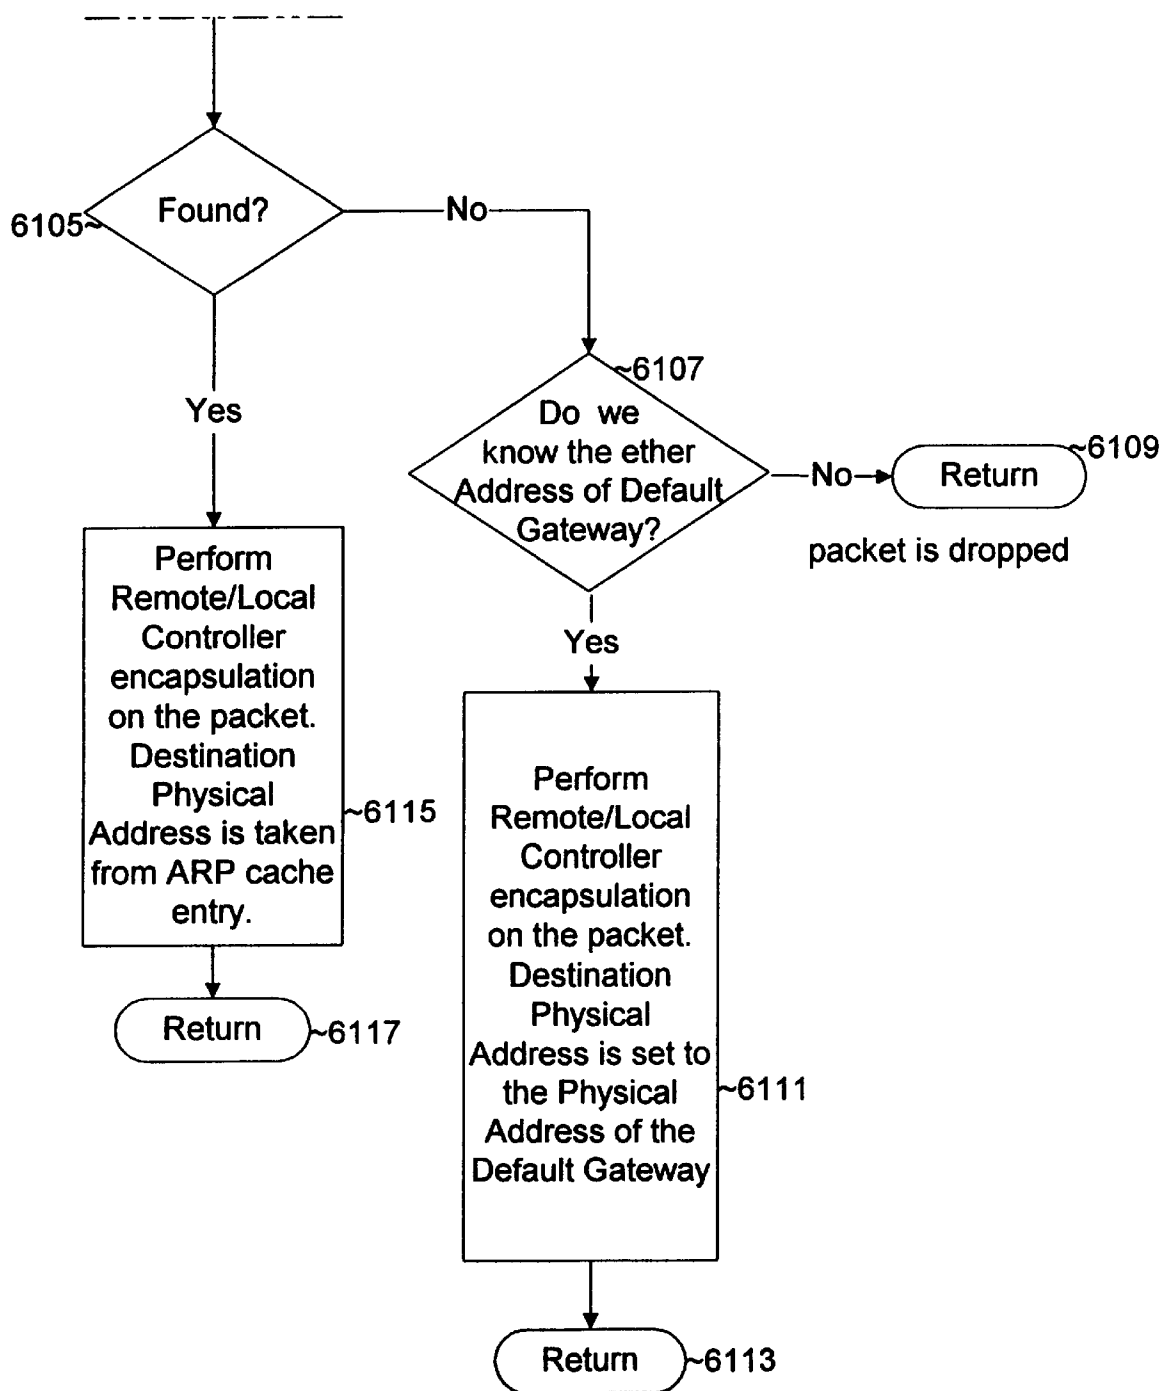 Found?
6105~
No
Yes
~6107
Do we
know the ether
Address of Default
Gateway?
No
Return
~6109
packet is dropped
Yes
Perform
Remote/Local
Controller
encapsulation
on the packet.
Destination
Physical
Address is taken
from ARP cache
entry.
~6115
Return
~6117
Perform
Remote/Local
Controller
encapsulation
on the packet.
Destination
Physical
Address is set to
the Physical
Address of the
Default Gateway
~6111
Return
~6113